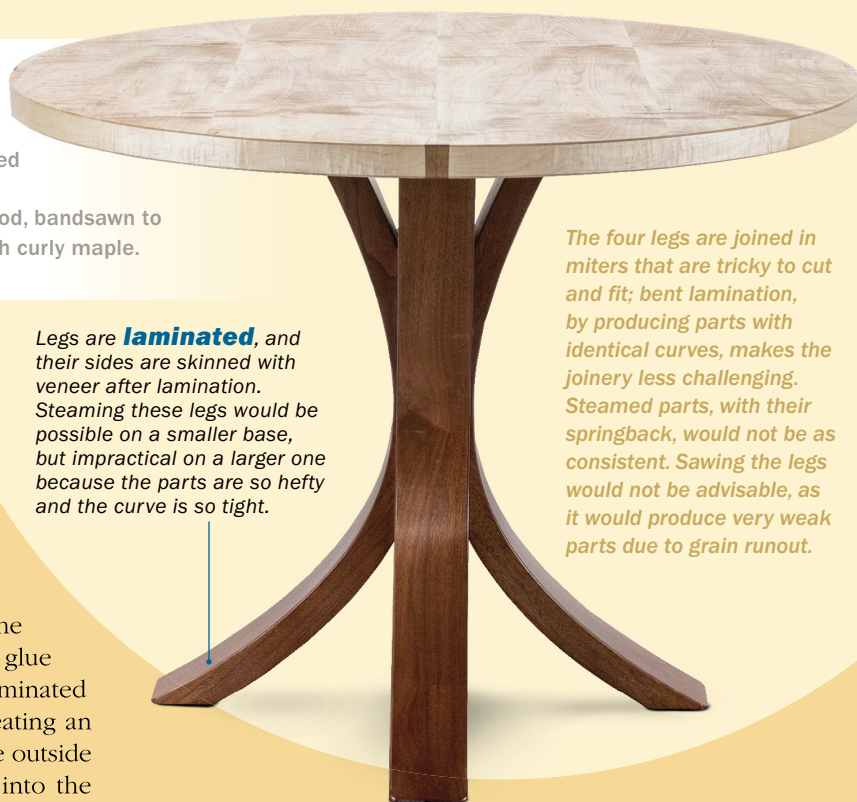 ed
od, bandsawn to
h curly maple.
Legs are laminated, and
their sides are skinned with
veneer after lamination.
Steaming these legs would be
possible on a smaller base,
but impractical on a larger one
because the parts are so hefty
and the curve is so tight.
The four legs are joined in
miters that are tricky to cut
and fit; bent lamination,
by producing parts with
identical curves, makes the
joinery less challenging.
Steamed parts, with their
springback, would not be as
consistent. Sawing the legs
would not be advisable, as
it would produce very weak
parts due to grain runout.
he
glue
minated
eating an
e outside
into the